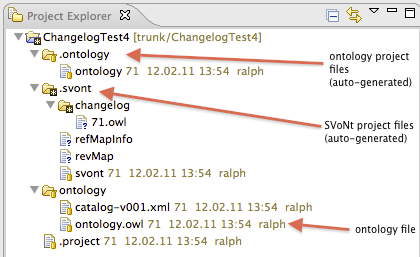 Project Explorer
ChangelogTest4 [trunk/ChangelogTest4]
.ontology
ontology project
files
(auto-generated)
ontology 71 12.02.11 13:54 ralph
.svont
changelog
71.owl
SVoNt project files
(auto-generated)
refMapInfo
revMap
svont 71 12.02.11 13:54 ralph
ontology
catalog-v001.xml 71 12.02.11 13:54 ralph
ontology.owl 71 12.02.11 13:54 ralph
ontology file
.project 71 12.02.11 13:54 ralph